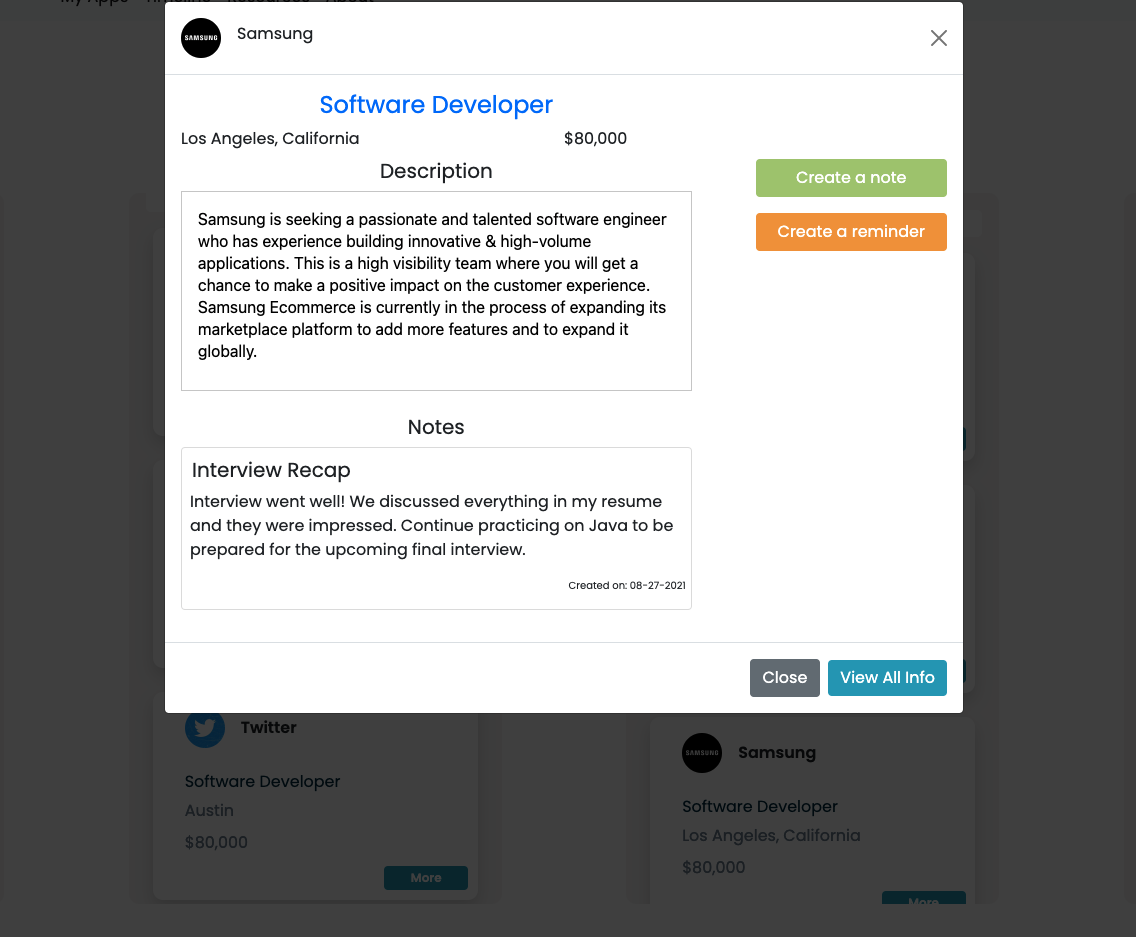 My Apps Timeline Resources About
SAMSUNG
Samsung
Software Developer
Los Angeles, California
$80,000
Description
Samsung is seeking a passionate and talented software engineer
who has experience building innovative & high-volume
applications. This is a high visibility team where you will get a
chance to make a positive impact on the customer experience.
Samsung Ecommerce is currently in the process of expanding its
marketplace platform to add more features and to expand it
globally.
Create a note
Create a reminder
Notes
Interview Recap
Interview went well! We discussed everything in my resume
and they were impressed. Continue practicing on Java to be
prepared for the upcoming final interview.
Created on: 08-27-2021
Close
View All Info
Twitter
Software Developer
Austin
$80,000
More
SAMSUNG
Samsung
Software Developer
Los Angeles, California
$80,000
More